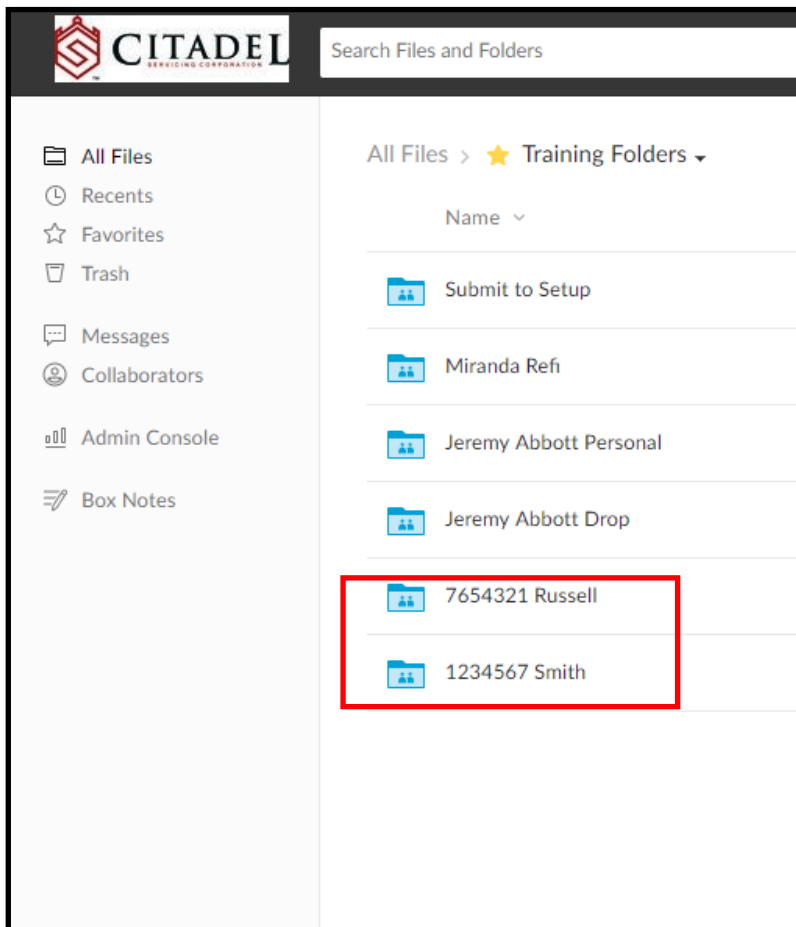 CITADEL
SERVICING CORPORATION
Search Files and Folders
All Files
Recents
Favorites
Trash
Messages
Collaborators
Admin Console
Box Notes
All Files > Training Folders
Name
Submit to Setup
Miranda Refi
Jeremy Abbott Personal
Jeremy Abbott Drop
7654321 Russell
1234567 Smith